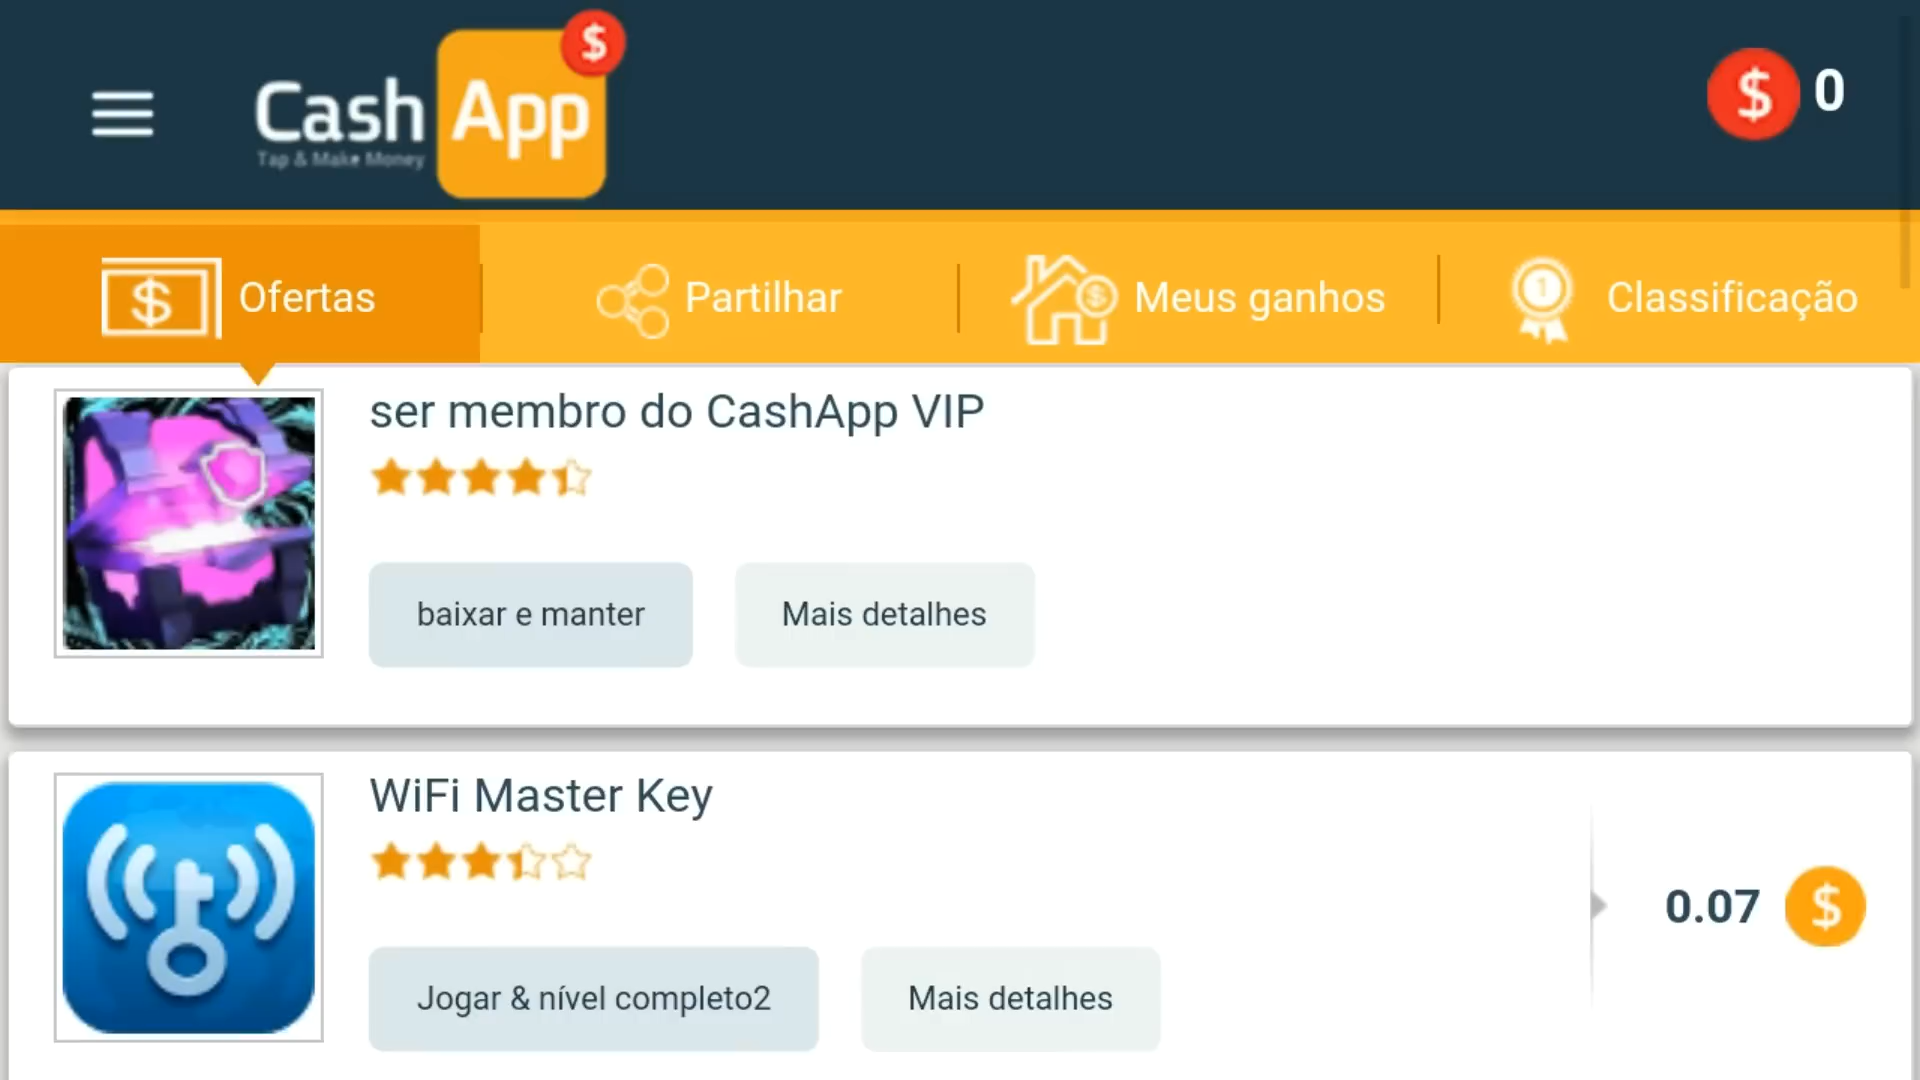 Cash App $
Tap & Make Money
$ 0
$ Ofertas
Partilhar
$ Meus ganhos
1 Classificação
ser membro do CashApp VIP
baixar e manter
Mais detalhes
WiFi Master Key
0.07 $
Jogar & nível completo2
Mais detalhes